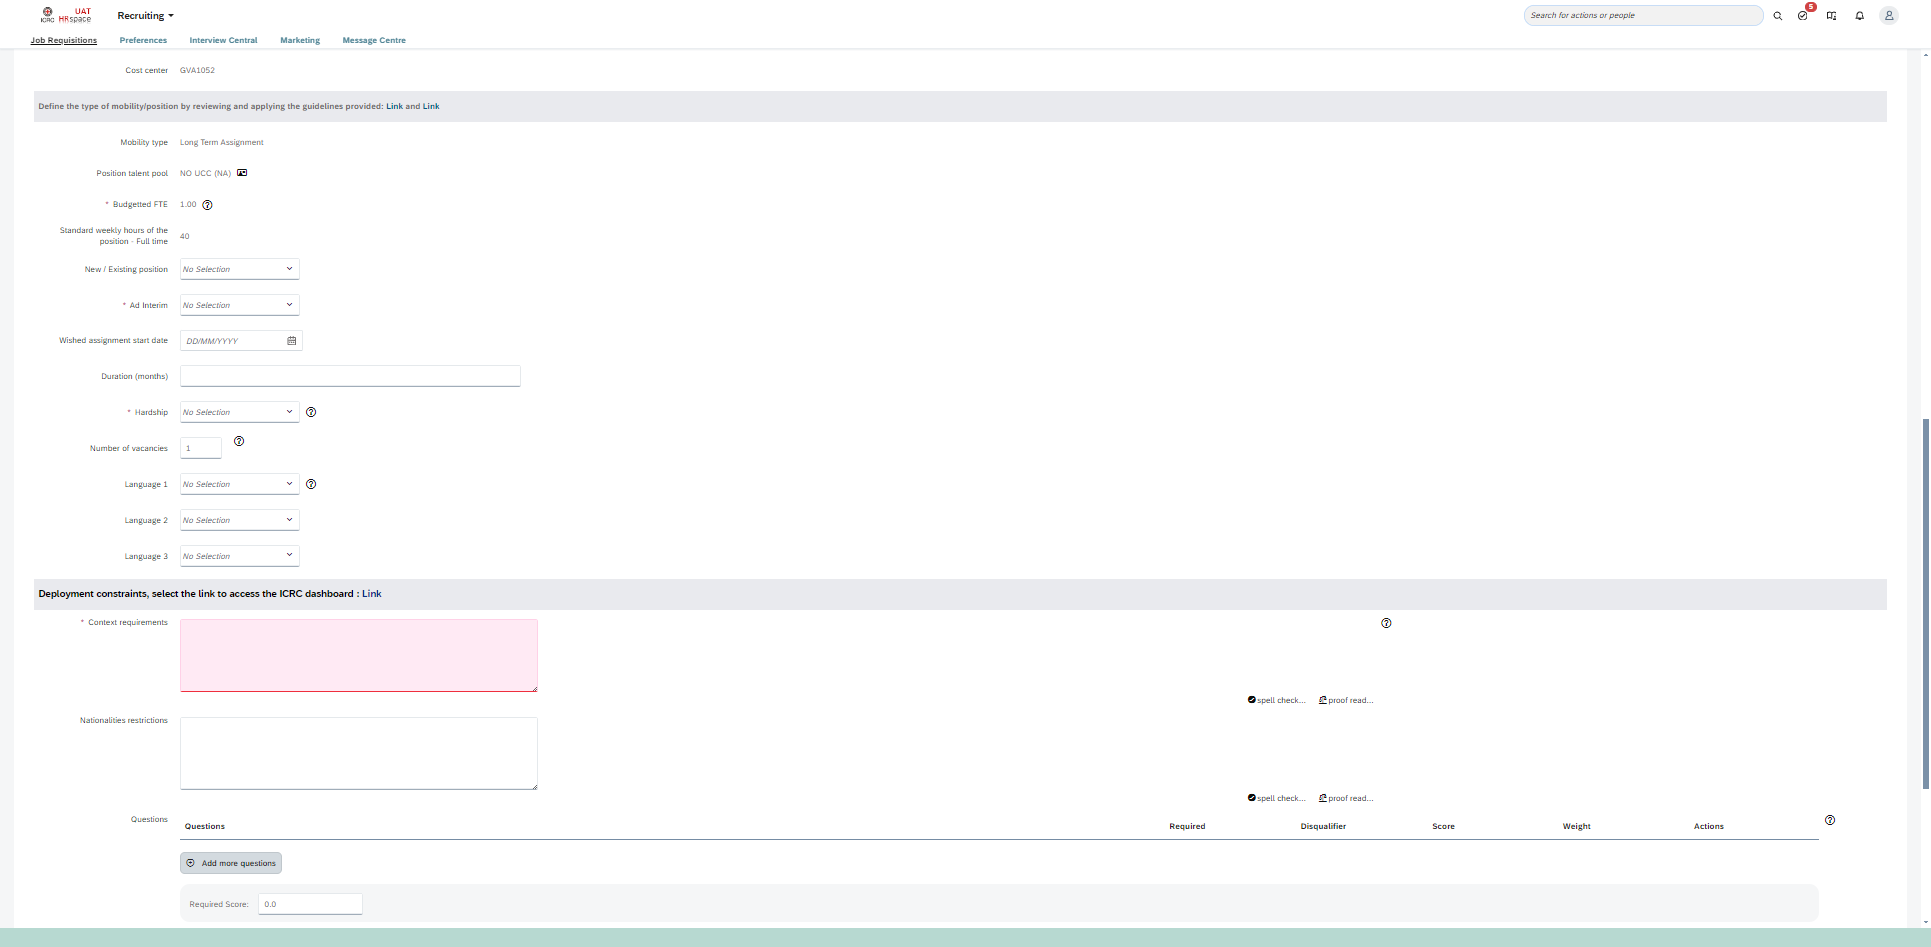 UAT
ICRC HRspace
Recruiting
Search for actions or people
5
Job Requisitions Preferences Interview Central Marketing Message Centre
Cost center GVA1052
Define the type of mobility/position by reviewing and applying the guidelines provided: Link and Link
Mobility type Long Term Assignment
Position talent pool NO UCC (NA)
* Budgetted FTE 1.00
Standard weekly hours of the
position - Full time 40
New / Existing position No Selection
* Ad Interim No Selection
Wished assignment start date DD/MM/YYYY
Duration (months)
* Hardship No Selection
Number of vacancies 1
Language 1 No Selection
Language 2 No Selection
Language 3 No Selection
Deployment constraints, select the link to access the ICRC dashboard : Link
* Context requirements
spell check... proof read...
Nationalities restrictions
spell check... proof read...
Questions
Questions Required Disqualifier Score Weight Actions
Add more questions
Required Score: 0.0